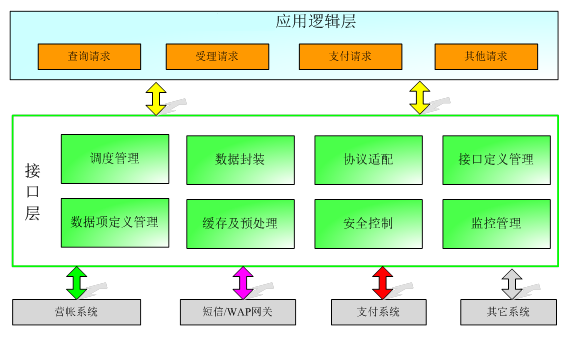 应用逻辑层
查询请求
受理请求
支付请求
其他请求
接口层
调度管理
数据封装
协议适配
接口定义管理
数据项定义管理
缓存及预处理
安全控制
监控管理
营帐系统
短信/WAP网关
支付系统
其它系统